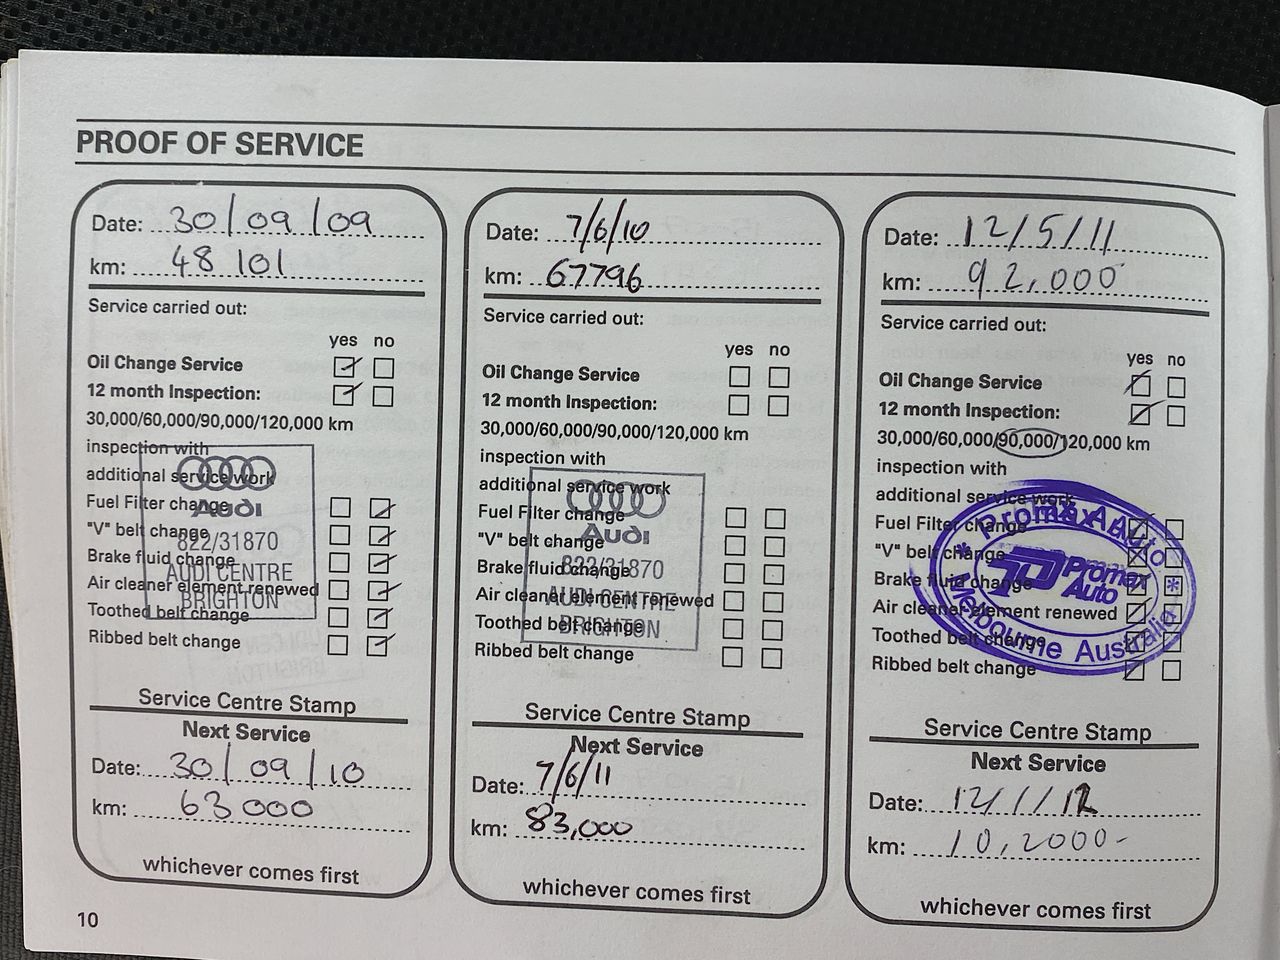 PROOF OF SERVICE
Date: 30/09/09
km: 48 101
Service carried out:
yes no
Oil Change Service
12 month Inspection:
30,000/60,000/90,000/120,000 km
inspection with
additional service work
Fuel Filter change
"V" belt change
Brake fluid change
Air cleaner element renewed
Toothed belt change
Ribbed belt change
Audi
822/31870
AUDI CENTRE
BRIGHTON
Service Centre Stamp
Next Service
Date: 30/09/10
km: 63000
whichever comes first
10
Date: 7/6/10
km: 67796
Service carried out:
yes no
Oil Change Service
12 month Inspection:
30,000/60,000/90,000/120,000 km
inspection with
additional service work
Fuel Filter change
"V" belt change
Brake fluid change
Air cleaner element renewed
Toothed belt change
Ribbed belt change
Audi
822/31870
AUDI CENTRE
BRIGHTON
Service Centre Stamp
Next Service
Date: 7/6/11
km: 83,000
whichever comes first
Date: 12/5/11
km: 92,000
Service carried out:
yes no
Oil Change Service
12 month Inspection:
30,000/60,000/90,000/120,000 km
inspection with
additional service work
Fuel Filter change
"V" belt change
Brake fluid change
Air cleaner element renewed
Toothed belt change
Ribbed belt change
* Promax Auto *
Promax
Auto
Melbourne Australia
Service Centre Stamp
Next Service
Date: 12/1/12
km: 10,2000-
whichever comes first